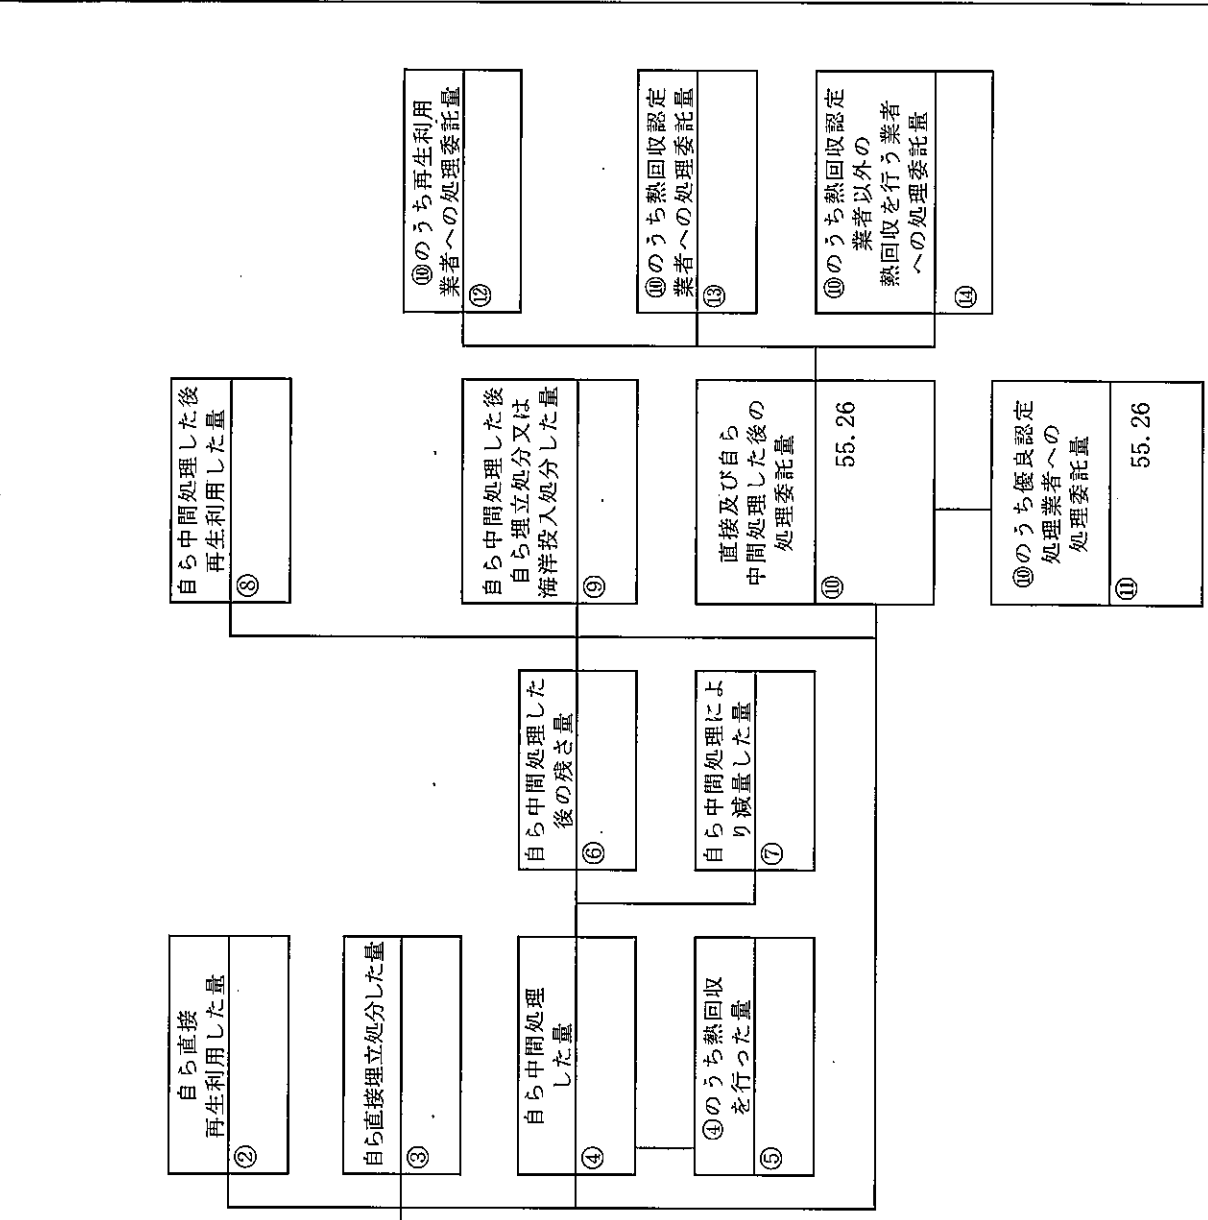 自ら直接
再生利用した量
②
自ら直接埋立処分した量
③
自ら中間処理
した量
④
④のうち熱回収
を行った量
⑤
自ら中間処理した
後の残さ量
⑥
自ら中間処理によ
り減量した量
⑦
自ら中間処理した後
再生利用した量
⑧
自ら中間処理した後
自ら埋立処分又は
海洋投入処分した量
⑨
直接及び自ら
中間処理した後の
処理委託量
⑩ 55.26
⑩のうち優良認定
処理業者への
処理委託量
⑪ 55.26
⑩のうち再生利用
業者への処理委託量
⑫
⑩のうち熱回収認定
業者への処理委託量
⑬
⑩のうち熱回収認定
業者以外の
熱回収を行う業者
への処理委託量
⑭